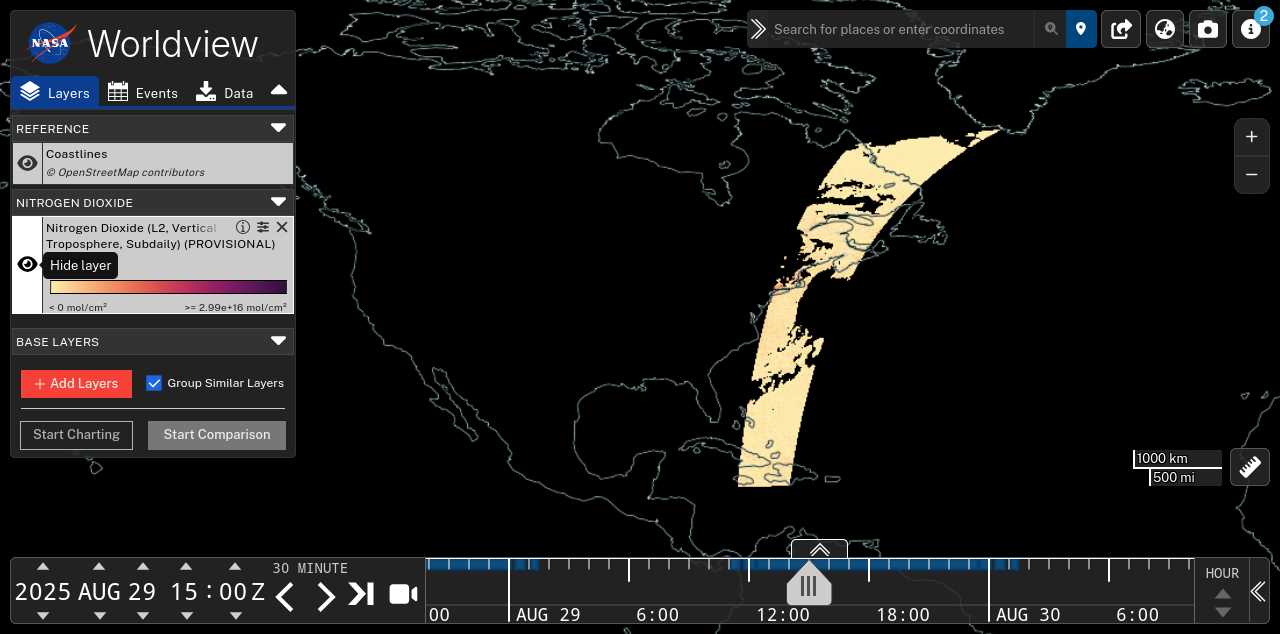 NASA
Worldview
Layers
Events
Data
REFERENCE
Coastlines
© OpenStreetMap contributors
NITROGEN DIOXIDE
Nitrogen Dioxide (L2, Vertical
Troposphere, Subdaily) (PROVISIONAL)
Hide layer
< 0 mol/cm²
>= 2.99e+16 mol/cm²
BASE LAYERS
+ Add Layers
Group Similar Layers
Start Charting
Start Comparison
Search for places or enter coordinates
2
+
−
1000 km
500 mi
2025 AUG 29 15 : 00 Z
30 MINUTE
00
AUG 29
6:00
12:00
18:00
AUG 30
6:00
HOUR